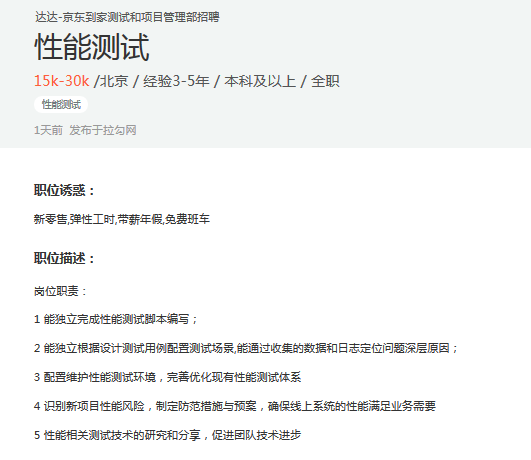 达达-京东到家测试和项目管理部招聘
性能测试
15k-30k /北京 / 经验3-5年 / 本科及以上 / 全职
性能测试
1天前 发布于拉勾网
职位诱惑：
新零售,弹性工时,带薪年假,免费班车
职位描述：
岗位职责：
1 能独立完成性能测试脚本编写；
2 能独立根据设计测试用例配置测试场景,能通过收集的数据和日志定位问题深层原因；
3 配置维护性能测试环境，完善优化现有性能测试体系
4 识别新项目性能风险，制定防范措施与预案，确保线上系统的性能满足业务需要
5 性能相关测试技术的研究和分享，促进团队技术进步